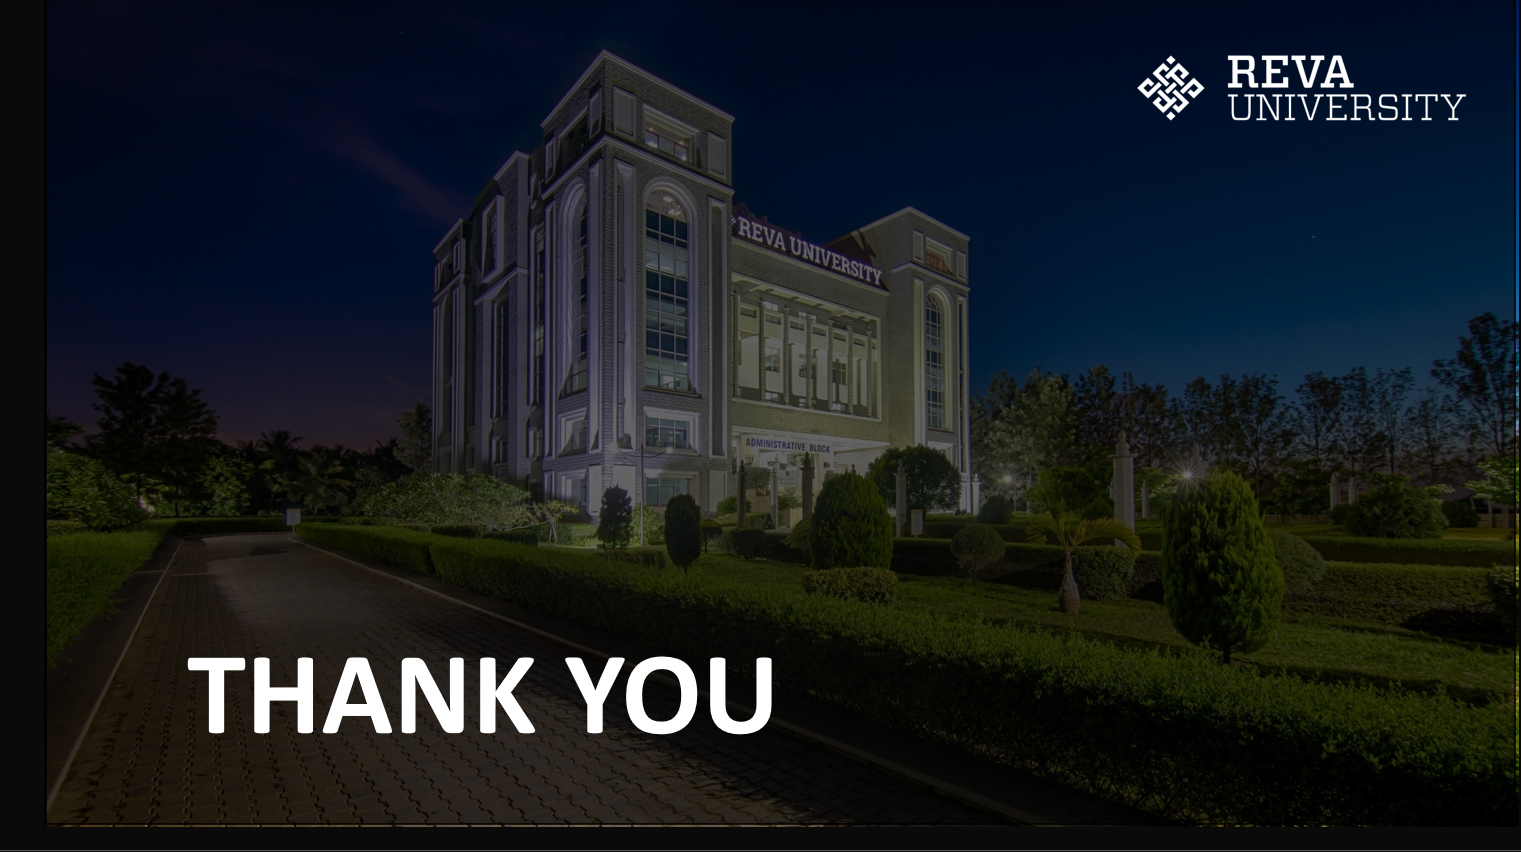 REVA
UNIVERSITY
REVA UNIVERSITY
ADMINISTRATIVE BLOCK
THANK YOU